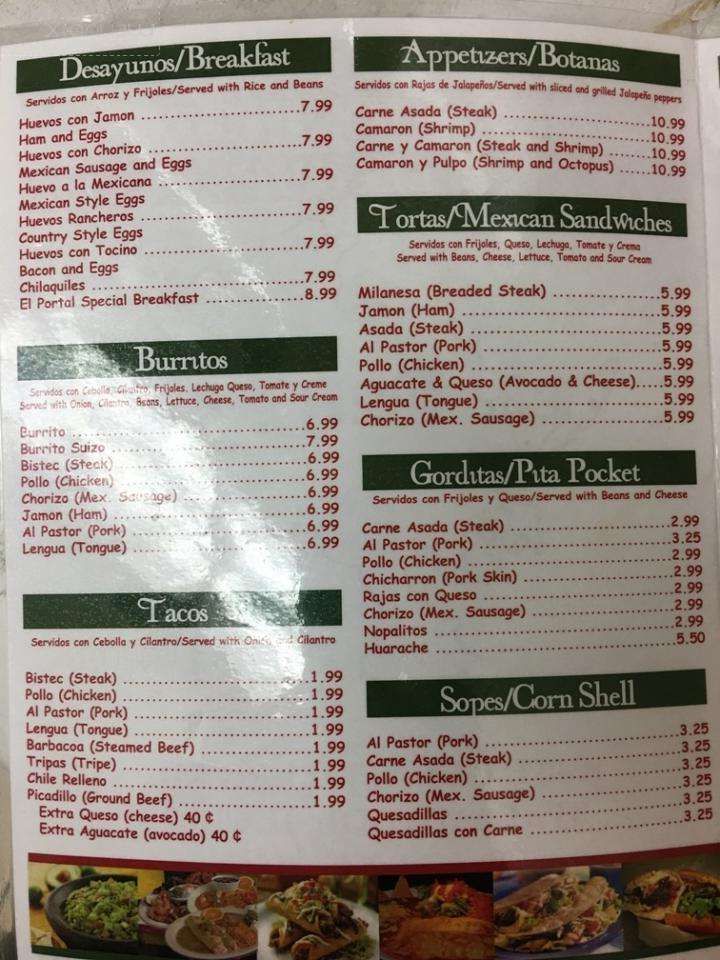 Desayunos/Breakfast
Servidos con Arroz y Frijoles/Served with Rice and Beans
Huevos con Jamon ........ 7.99
Ham and Eggs
Huevos con Chorizo ........ 7.99
Mexican Sausage and Eggs
Huevo a la Mexicana ........ 7.99
Mexican Style Eggs
Huevos Rancheros ........ 7.99
Country Style Eggs
Huevos con Tocino ........ 7.99
Bacon and Eggs
Chilaquiles ........ 7.99
El Portal Special Breakfast ........ 8.99
Burritos
Servidos con Cebolla, Cilantro, Frijoles, Lechuga Queso, Tomate y Creme
Served with Onion, Cilantro, Beans, Lettuce, Cheese, Tomato and Sour Cream
Burrito ........ 6.99
Burrito Suizo ........ 7.99
Bistec (Steak) ........ 6.99
Pollo (Chicken) ........ 6.99
Chorizo (Mex. Sausage) ........ 6.99
Jamon (Ham) ........ 6.99
Al Pastor (Pork) ........ 6.99
Lengua (Tongue) ........ 6.99
Tacos
Servidos con Cebolla y Cilantro/Served with Onion and Cilantro
Bistec (Steak) ........ 1.99
Pollo (Chicken) ........ 1.99
Al Pastor (Pork) ........ 1.99
Lengua (Tongue) ........ 1.99
Barbacoa (Steamed Beef) ........ 1.99
Tripas (Tripe) ........ 1.99
Chile Relleno ........ 1.99
Picadillo (Ground Beef) ........ 1.99
Extra Queso (cheese) 40 ¢
Extra Aguacate (avocado) 40 ¢
Appetizers/Botanas
Servidos con Rajas de Jalapeños/Served with sliced and grilled Jalapeño peppers
Carne Asada (Steak) ........ 10.99
Camaron (Shrimp) ........ 10.99
Carne y Camaron (Steak and Shrimp) ........ 10.99
Camaron y Pulpo (Shrimp and Octopus) ...... 10.99
Tortas/Mexican Sandwiches
Servidos con Frijoles, Queso, Lechuga, Tomate y Crema
Served with Beans, Cheese, Lettuce, Tomato and Sour Cream
Milanesa (Breaded Steak) ........ 5.99
Jamon (Ham) ........ 5.99
Asada (Steak) ........ 5.99
Al Pastor (Pork) ........ 5.99
Pollo (Chicken) ........ 5.99
Aguacate & Queso (Avocado & Cheese)..... 5.99
Lengua (Tongue) ........ 5.99
Chorizo (Mex. Sausage) ........ 5.99
Gorditas/Pita Pocket
Servidos con Frijoles y Queso/Served with Beans and Cheese
Carne Asada (Steak) ........ 2.99
Al Pastor (Pork) ........ 3.25
Pollo (Chicken) ........ 2.99
Chicharron (Pork Skin) ........ 2.99
Rajas con Queso ........ 2.99
Chorizo (Mex. Sausage) ........ 2.99
Nopalitos ........ 2.99
Huarache ........ 5.50
Sopes/Corn Shell
Al Pastor (Pork) ........ 3.25
Carne Asada (Steak) ........ 3.25
Pollo (Chicken) ........ 3.25
Chorizo (Mex. Sausage) ........ 3.25
Quesadillas ........ 3.25
Quesadillas con Carne ........ 3.25